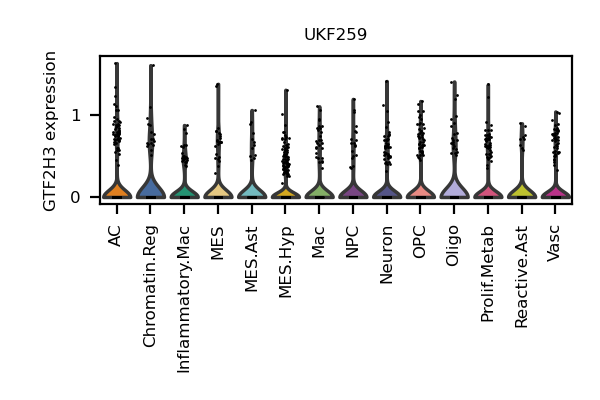 UKF259
GTF2H3 expression
1
0
AC
Chromatin.Reg
Inflammatory.Mac
MES
MES.Ast
MES.Hyp
Mac
NPC
Neuron
OPC
Oligo
Prolif.Metab
Reactive.Ast
Vasc